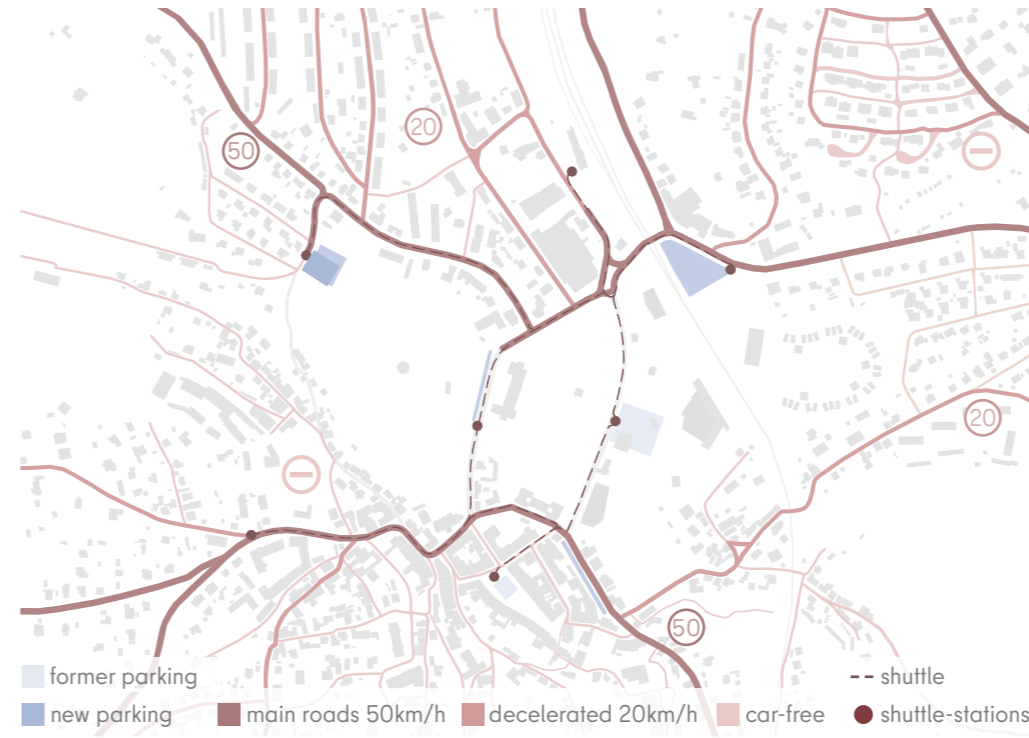 20
50
20
50
former parking
shuttle
new parking
main roads 50km/h
decelerated 20km/h
car-free
shuttle-stations